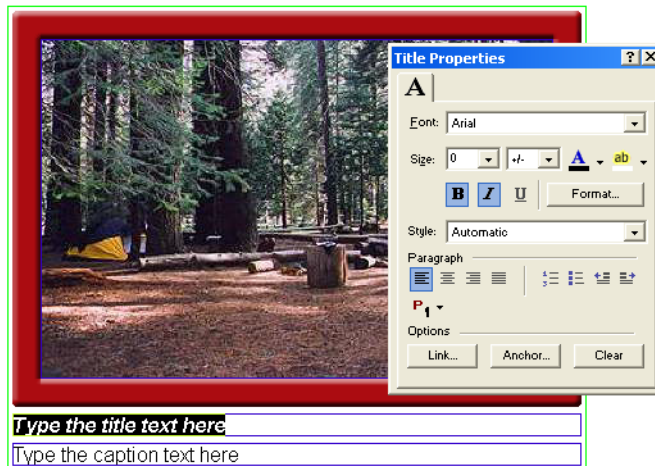 Title Properties
A
Font: Arial
Size: 0 +/- A ab
B I U Format...
Style: Automatic
Paragraph
P¶
Options
Link... Anchor... Clear
Type the title text here
Type the caption text here